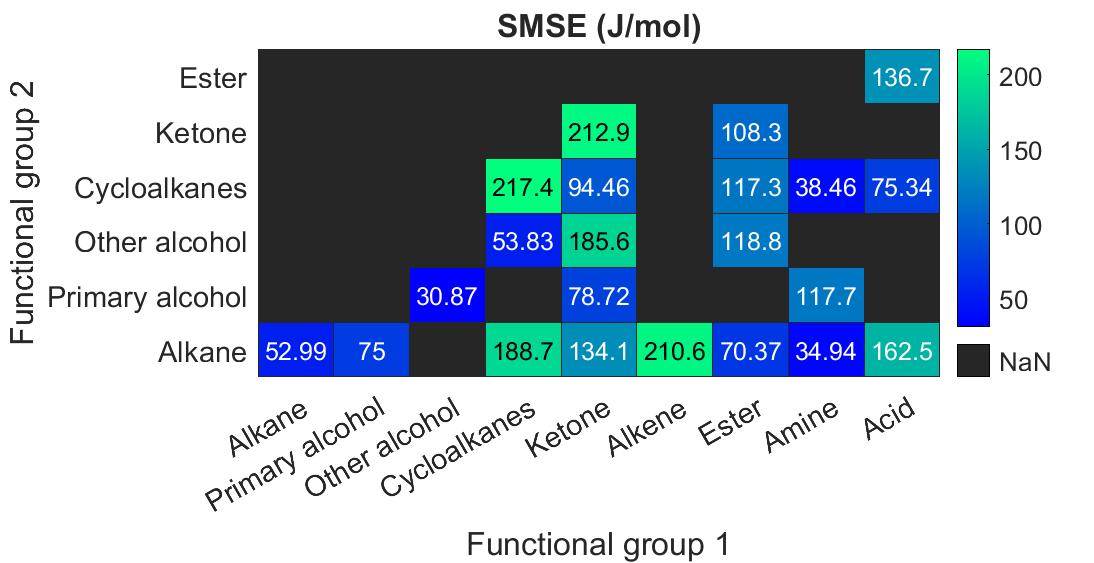 SMSE (J/mol)
Functional group 2
Ester 136.7
Ketone 212.9 108.3
Cycloalkanes 217.4 94.46 117.3 38.46 75.34
Other alcohol 53.83 185.6 118.8
Primary alcohol 30.87 78.72 117.7
Alkane 52.99 75 188.7 134.1 210.6 70.37 34.94 162.5
200
150
100
50
NaN
Alkane
Primary alcohol
Other alcohol
Cycloalkanes
Ketone
Alkene
Ester
Amine
Acid
Functional group 1